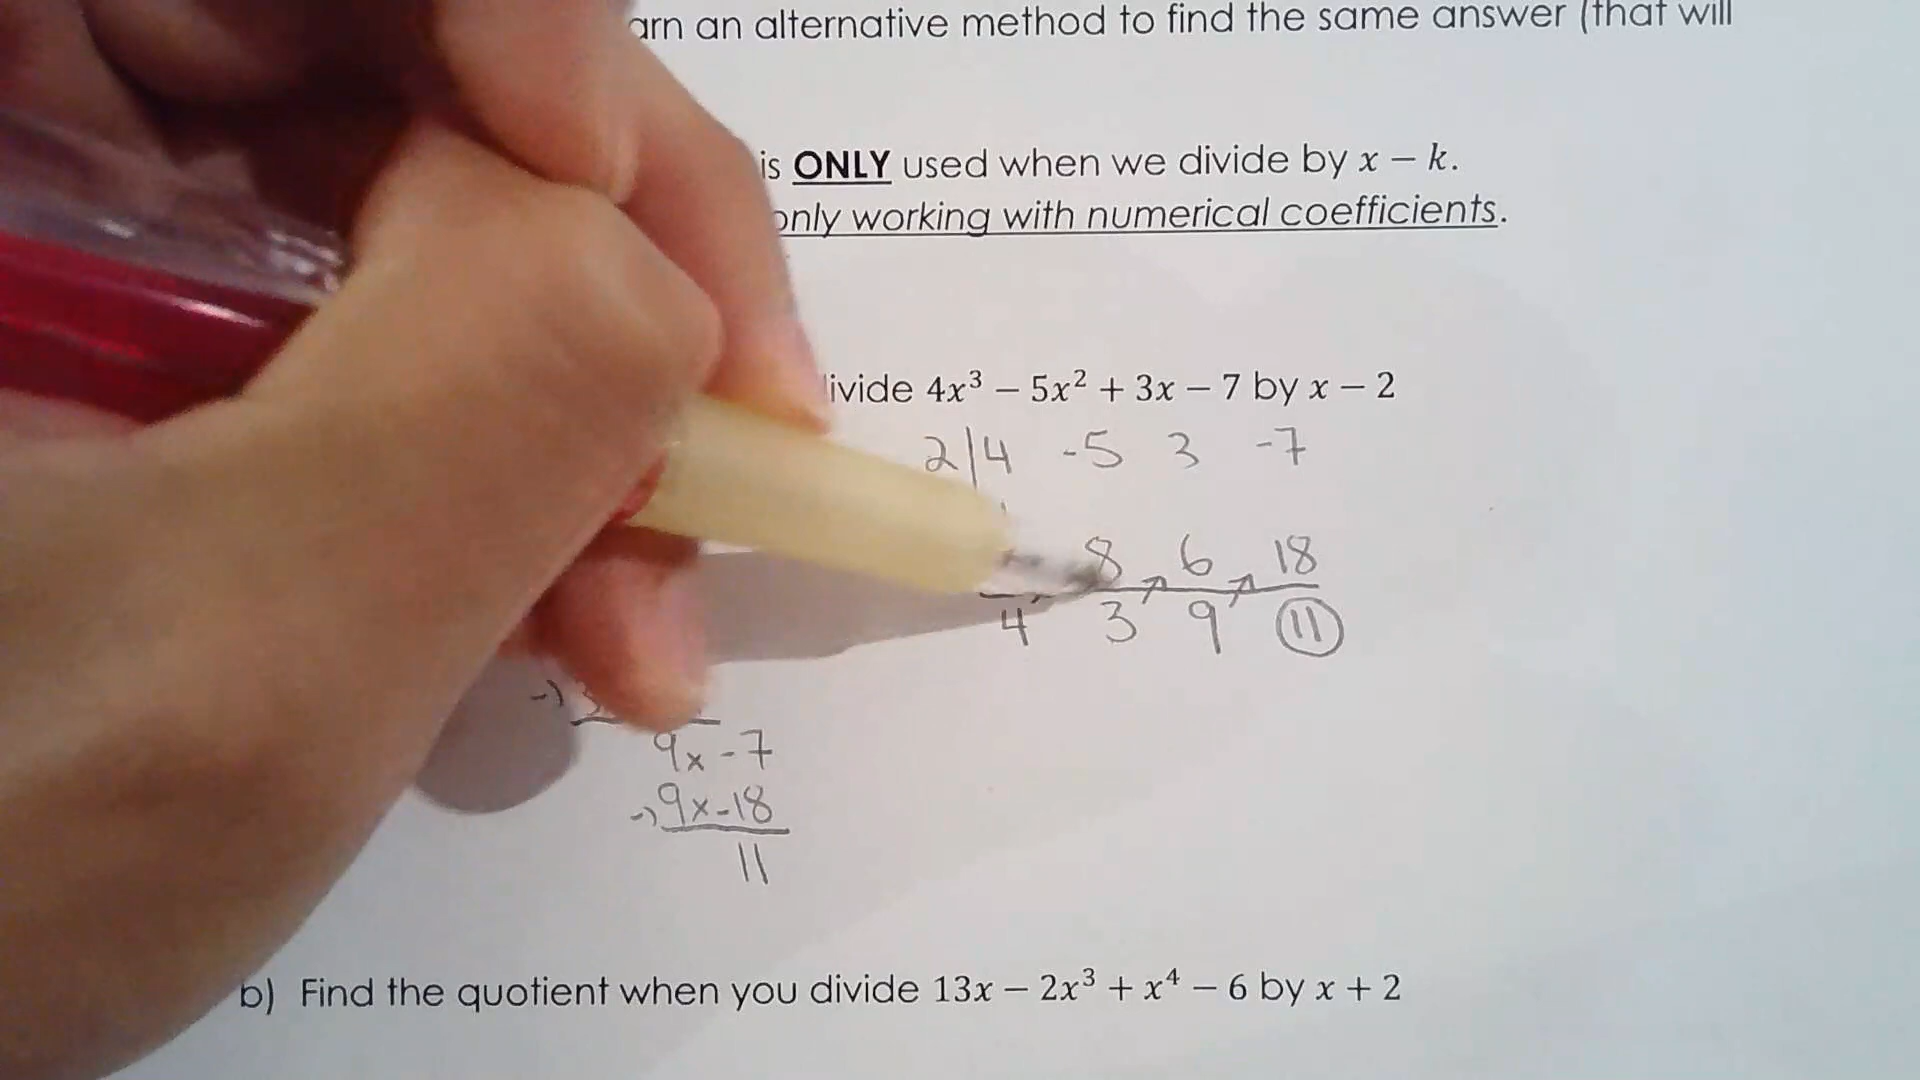 an alternative method to find the same answer (that will
is ONLY used when we divide by x − k.
only working with numerical coefficients.
4x³ − 5x² + 3x − 7 by x − 2
2|4 -5 3 -7
8 6 18
4 3 9 11
-)
9x-7
-)9x-18
11
b) Find the quotient when you divide 13x − 2x³ + x⁴ − 6 by x + 2